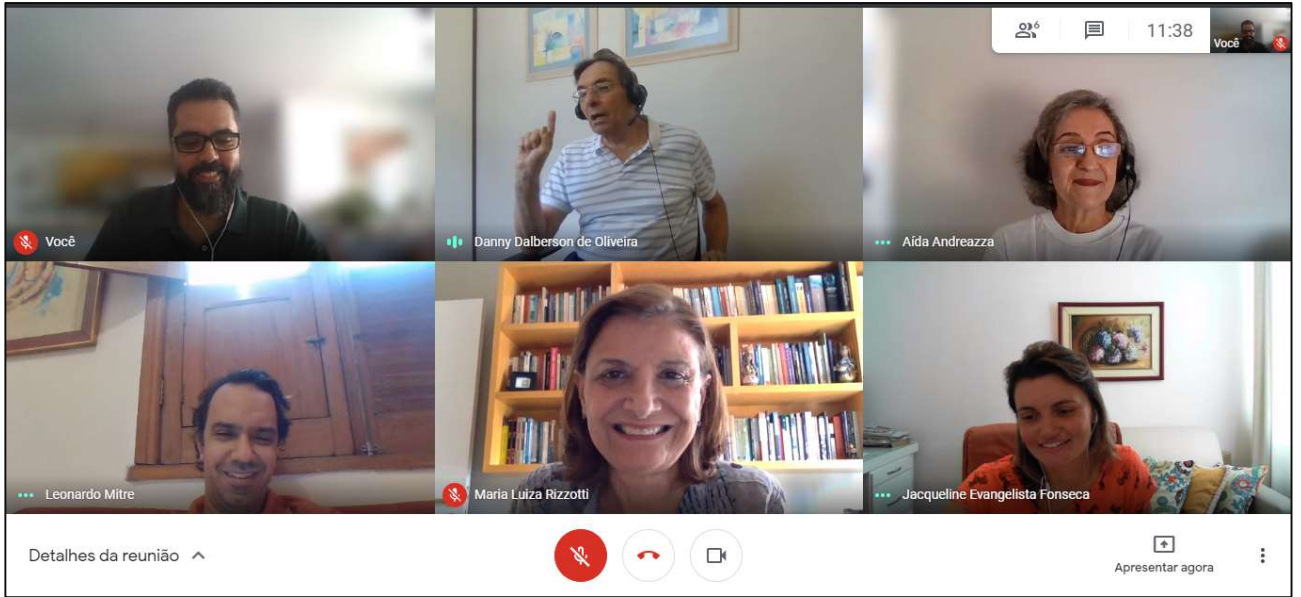 6
11:38
Você
Você
Danny Dalberson de Oliveira
Aída Andreazza
Leonardo Mitre
Maria Luiza Rizzotti
Jacqueline Evangelista Fonseca
Detalhes da reunião
Apresentar agora